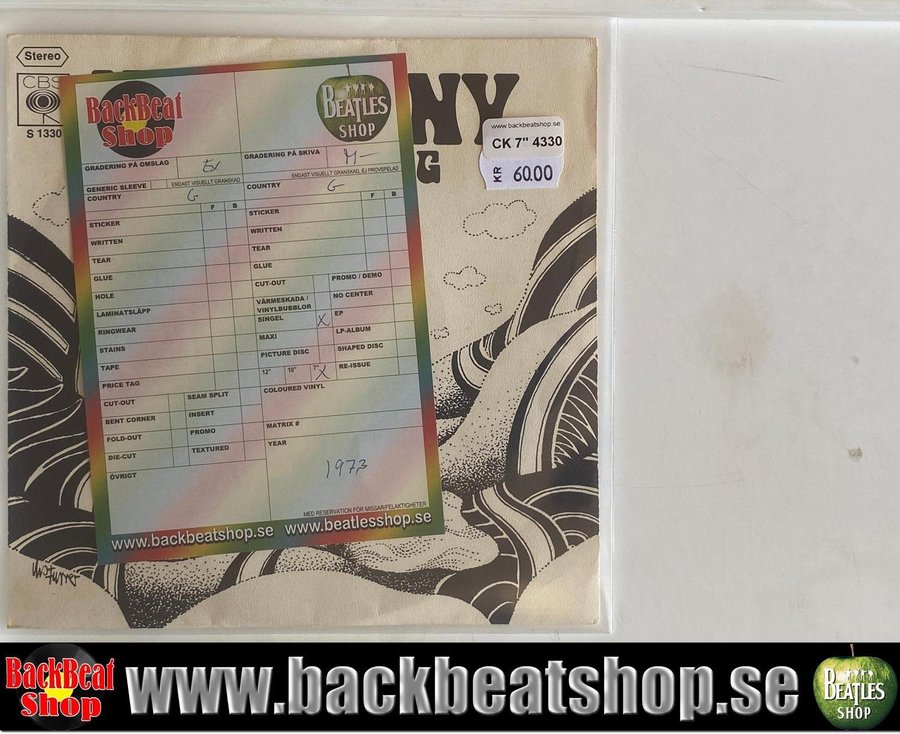 Stereo
CBS
S 1330
NY
G
www.backbeatshop.se
CK 7" 4330
KR 60.00
BackBeat
Shop
BEATLES
SHOP
GRADERING PÅ OMSLAG
GRADERING PÅ SKIVA M-
GENERIC SLEEVE
ENDAST VISUELLT GRANSKAD
ENDAST VISUELLT GRANSKAD, EJ PROVSPELAD
COUNTRY G
COUNTRY G
F B
F B
STICKER
WRITTEN
TEAR
GLUE
HOLE
LAMINATSLÄPP
RINGWEAR
STAINS
TAPE
PRICE TAG
CUT-OUT
SEAM SPLIT
BENT CORNER
INSERT
FOLD-OUT
PROMO
DIE-CUT
TEXTURED
ÖVRIGT
STICKER
WRITTEN
TEAR
GLUE
CUT-OUT
PROMO / DEMO
VÄRMESKADA /
VINYLBUBBLOR
NO CENTER
SINGEL X
EP
MAXI
LP-ALBUM
PICTURE DISC
SHAPED DISC
12" 10" 7" X
RE-ISSUE
COLOURED VINYL
MATRIX #
YEAR
1973
MED RESERVATION FÖR MISSAR/FELAKTIGHETER
www.backbeatshop.se www.beatlesshop.se
BackBeat
Shop
www.backbeatshop.se
BEATLES
SHOP